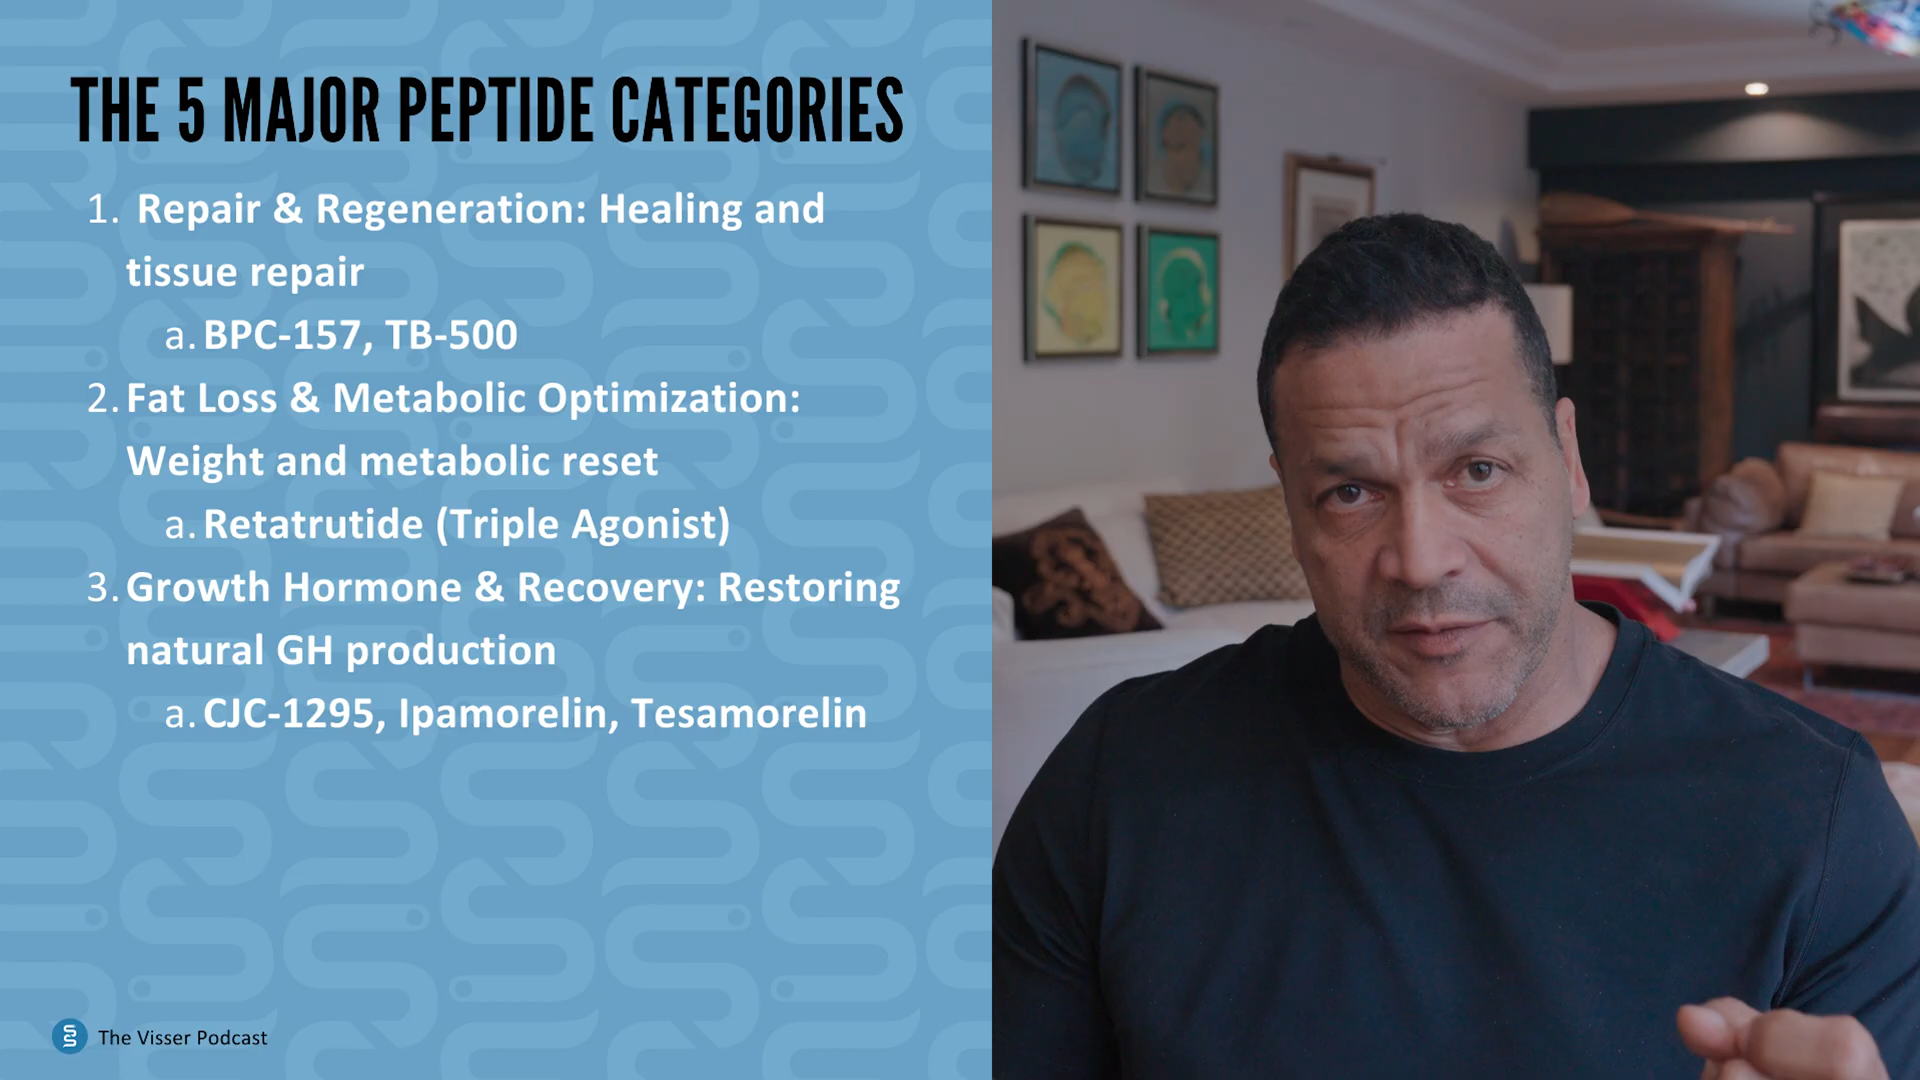 THE 5 MAJOR PEPTIDE CATEGORIES
1. Repair & Regeneration: Healing and
tissue repair
a. BPC-157, TB-500
2. Fat Loss & Metabolic Optimization:
Weight and metabolic reset
a. Retatrutide (Triple Agonist)
3. Growth Hormone & Recovery: Restoring
natural GH production
a. CJC-1295, Ipamorelin, Tesamorelin
The Visser Podcast